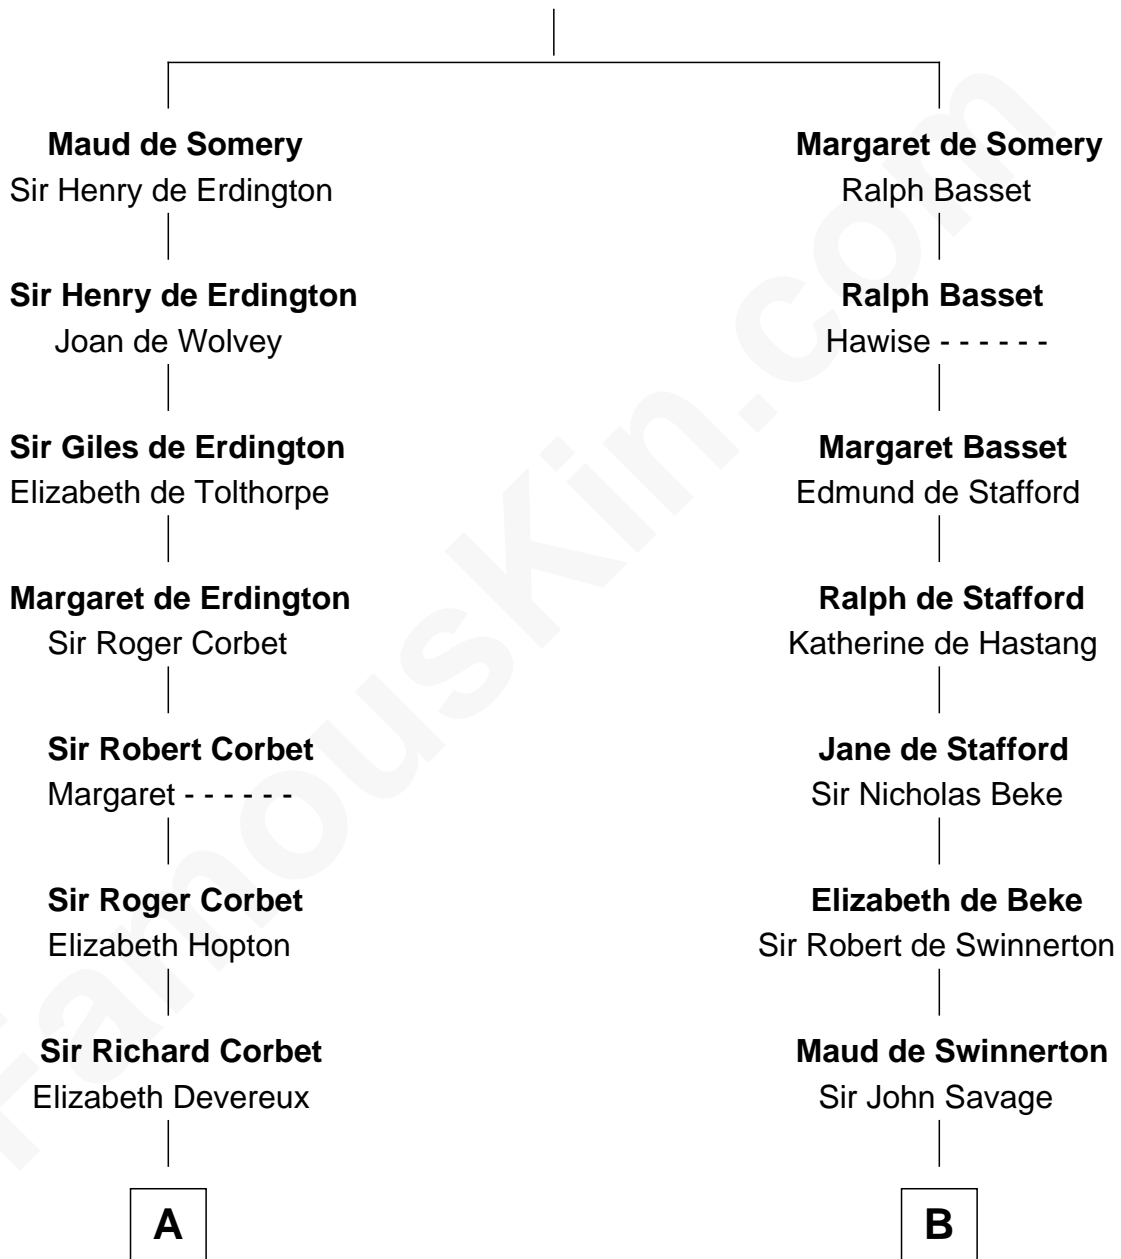 Maud de Somery
Sir Henry de Erdington
Sir Henry de Erdington
Joan de Wolvey
Sir Giles de Erdington
Elizabeth de Tolthorpe
Margaret de Erdington
Sir Roger Corbet
Sir Robert Corbet
Margaret - - - - - -
Sir Roger Corbet
Elizabeth Hopton
Sir Richard Corbet
Elizabeth Devereux
A
Margaret de Somery
Ralph Basset
Ralph Basset
Hawise - - - - - -
Margaret Basset
Edmund de Stafford
Ralph de Stafford
Katherine de Hastang
Jane de Stafford
Sir Nicholas Beke
Elizabeth de Beke
Sir Robert de Swinnerton
Maud de Swinnerton
Sir John Savage
B
FamousKin.com